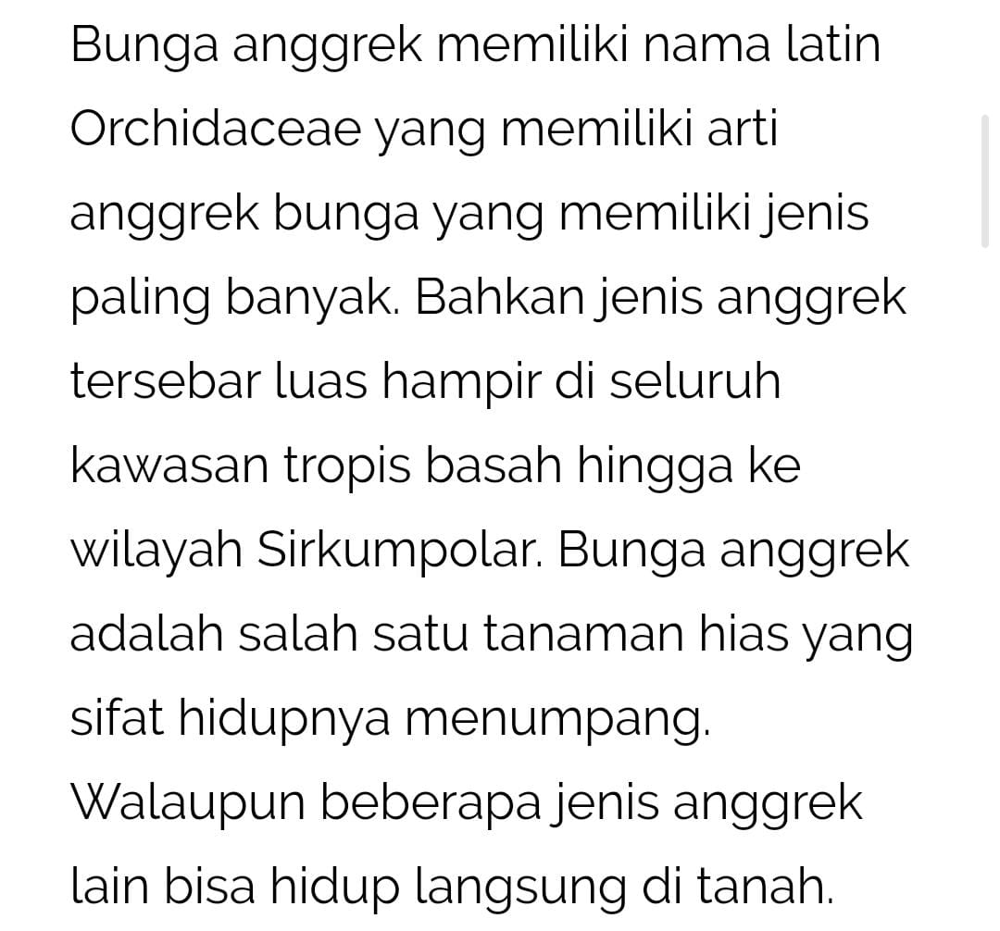 Bunga anggrek memiliki nama latin
Orchidaceae yang memiliki arti
anggrek bunga yang memiliki jenis
paling banyak. Bahkan jenis anggrek
tersebar luas hampir di seluruh
kawasan tropis basah hingga ke
wilayah Sirkumpolar. Bunga anggrek
adalah salah satu tanaman hias yang
sifat hidupnya menumpang.
Walaupun beberapa jenis anggrek
lain bisa hidup langsung di tanah.